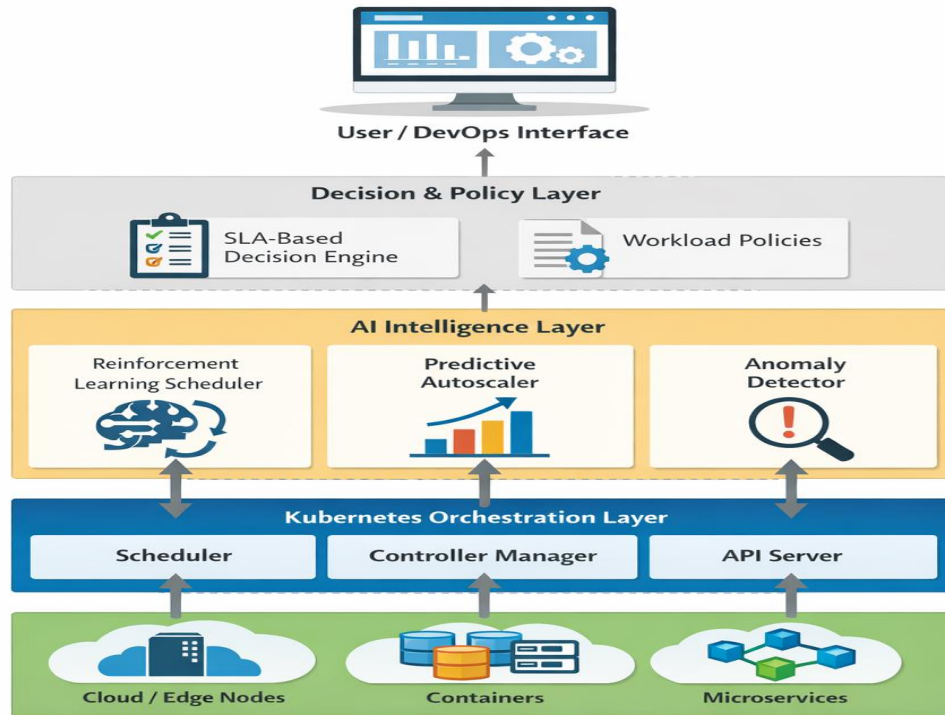 User / DevOps Interface
Decision & Policy Layer
SLA-Based
Decision Engine
Workload Policies
AI Intelligence Layer
Reinforcement
Learning Scheduler
Predictive
Autoscaler
Anomaly
Detector
!
Kubernetes Orchestration Layer
Scheduler
Controller Manager
API Server
Cloud / Edge Nodes
Containers
Microservices